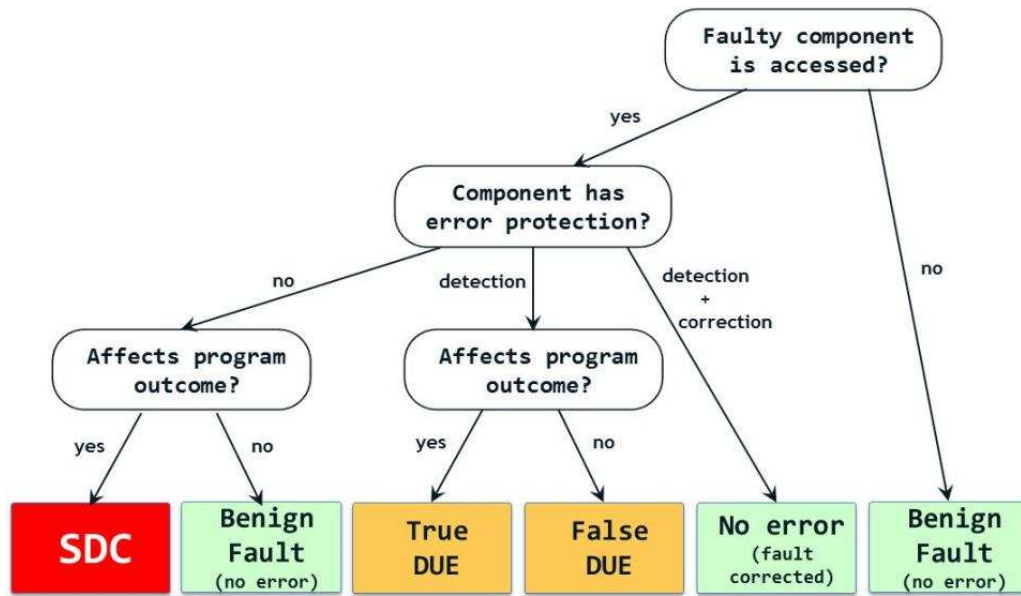 Faulty component
is accessed?
yes
no
Component has
error protection?
no
detection
detection
+
correction
Affects program
outcome?
Affects program
outcome?
yes
no
yes
no
SDC
Benign
Fault
(no error)
True
DUE
False
DUE
No error
(fault
corrected)
Benign
Fault
(no error)